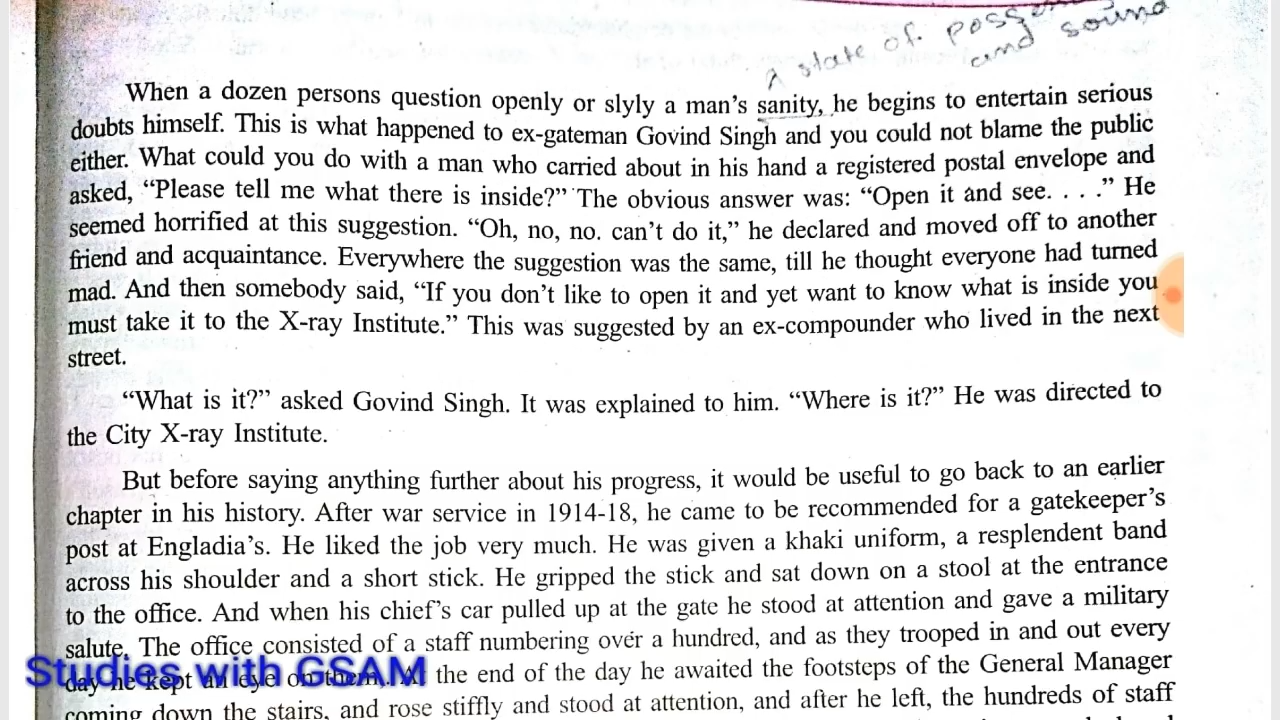 A state of
and sound
When a dozen persons question openly or slyly a man's sanity, he begins to entertain serious
doubts himself. This is what happened to ex-gateman Govind Singh and you could not blame the public
either. What could you do with a man who carried about in his hand a registered postal envelope and
asked, “Please tell me what there is inside?” The obvious answer was: “Open it and see. . . .” He
seemed horrified at this suggestion. “Oh, no, no. can't do it,” he declared and moved off to another
friend and acquaintance. Everywhere the suggestion was the same, till he thought everyone had turned
mad. And then somebody said, “If you don't like to open it and yet want to know what is inside you
must take it to the X-ray Institute.” This was suggested by an ex-compounder who lived in the next
street.
“What is it?” asked Govind Singh. It was explained to him. “Where is it?” He was directed to
the City X-ray Institute.
But before saying anything further about his progress, it would be useful to go back to an earlier
chapter in his history. After war service in 1914-18, he came to be recommended for a gatekeeper's
post at Engladia's. He liked the job very much. He was given a khaki uniform, a resplendent band
across his shoulder and a short stick. He gripped the stick and sat down on a stool at the entrance
to the office. And when his chief's car pulled up at the gate he stood at attention and gave a military
salute. The office consisted of a staff numbering over a hundred, and as they trooped in and out every
day he kept an eye on them. the end of the day he awaited the footsteps of the General Manager
Studies with GSAM
coming down the stairs, and rose stiffly and stood at attention, and after he left, the hundreds of staff